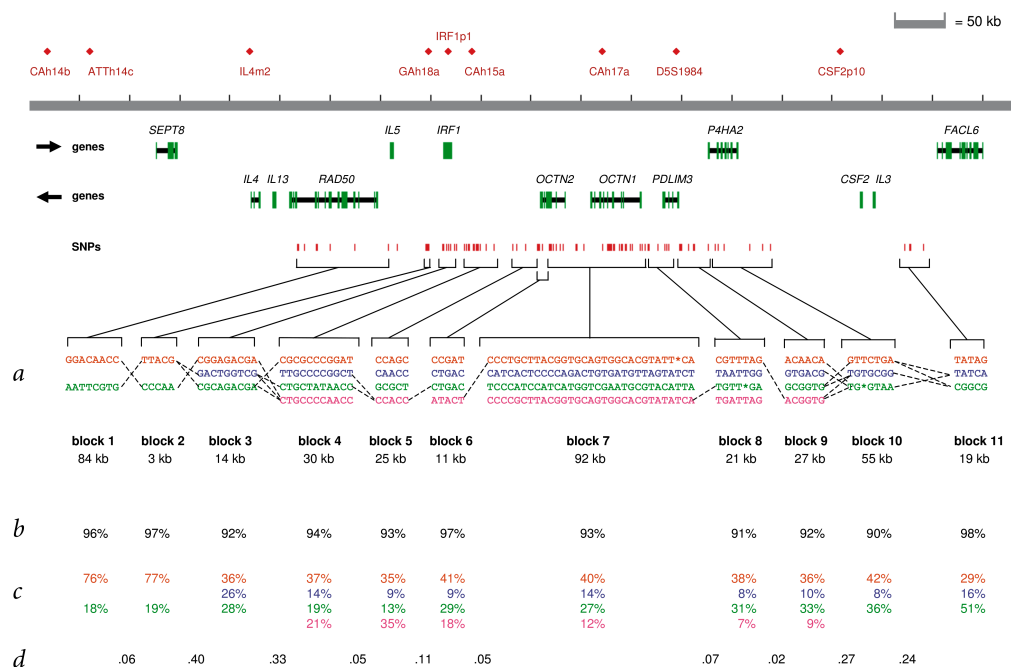 = 50 kb
IRF1p1
CAh14b ATTh14c IL4m2 GAh18a CAh15a CAh17a D5S1984 CSF2p10
SEPT8 IL5 IRF1 P4HA2 FACL6
genes
IL4 IL13 RAD50 OCTN2 OCTN1 PDLIM3 CSF2 IL3
genes
SNPs
a
GGACAACC TTACG CGGAGACGA CGCGCCCGGAT CCAGC CCGAT CCCTGCTTACGGTGCAGTGGCACGTATT*CA CGTTTAG ACAACA GTTCTGA TATAG
GACTGGTCG TTGCCCCGGCT CAACC CTGAC CATCACTCCCCAGACTGTGATGTTAGTATCT TAATTGG GTGACG TGTGCGG TATCA
AATTCGTG CCCAA CGCAGACGA CTGCTATAACC GCGCT CTGAC TCCCATCCATCATGGTCGAATGCGTACATTA TGTT*GA GCGGTG TG*GTAA CGGCG
CTGCCCCAACC CCACC ATACT CCCCGCTTACGGTGCAGTGGCACGTATATCA TGATTAG ACGGTG
block 1 block 2 block 3 block 4 block 5 block 6 block 7 block 8 block 9 block 10 block 11
84 kb 3 kb 14 kb 30 kb 25 kb 11 kb 92 kb 21 kb 27 kb 55 kb 19 kb
b
96% 97% 92% 94% 93% 97% 93% 91% 92% 90% 98%
c
76% 77% 36% 37% 35% 41% 40% 38% 36% 42% 29%
26% 14% 9% 9% 14% 8% 10% 8% 16%
18% 19% 28% 19% 13% 29% 27% 31% 33% 36% 51%
21% 35% 18% 12% 7% 9%
d
.06 .40 .33 .05 .11 .05 .07 .02 .27 .24